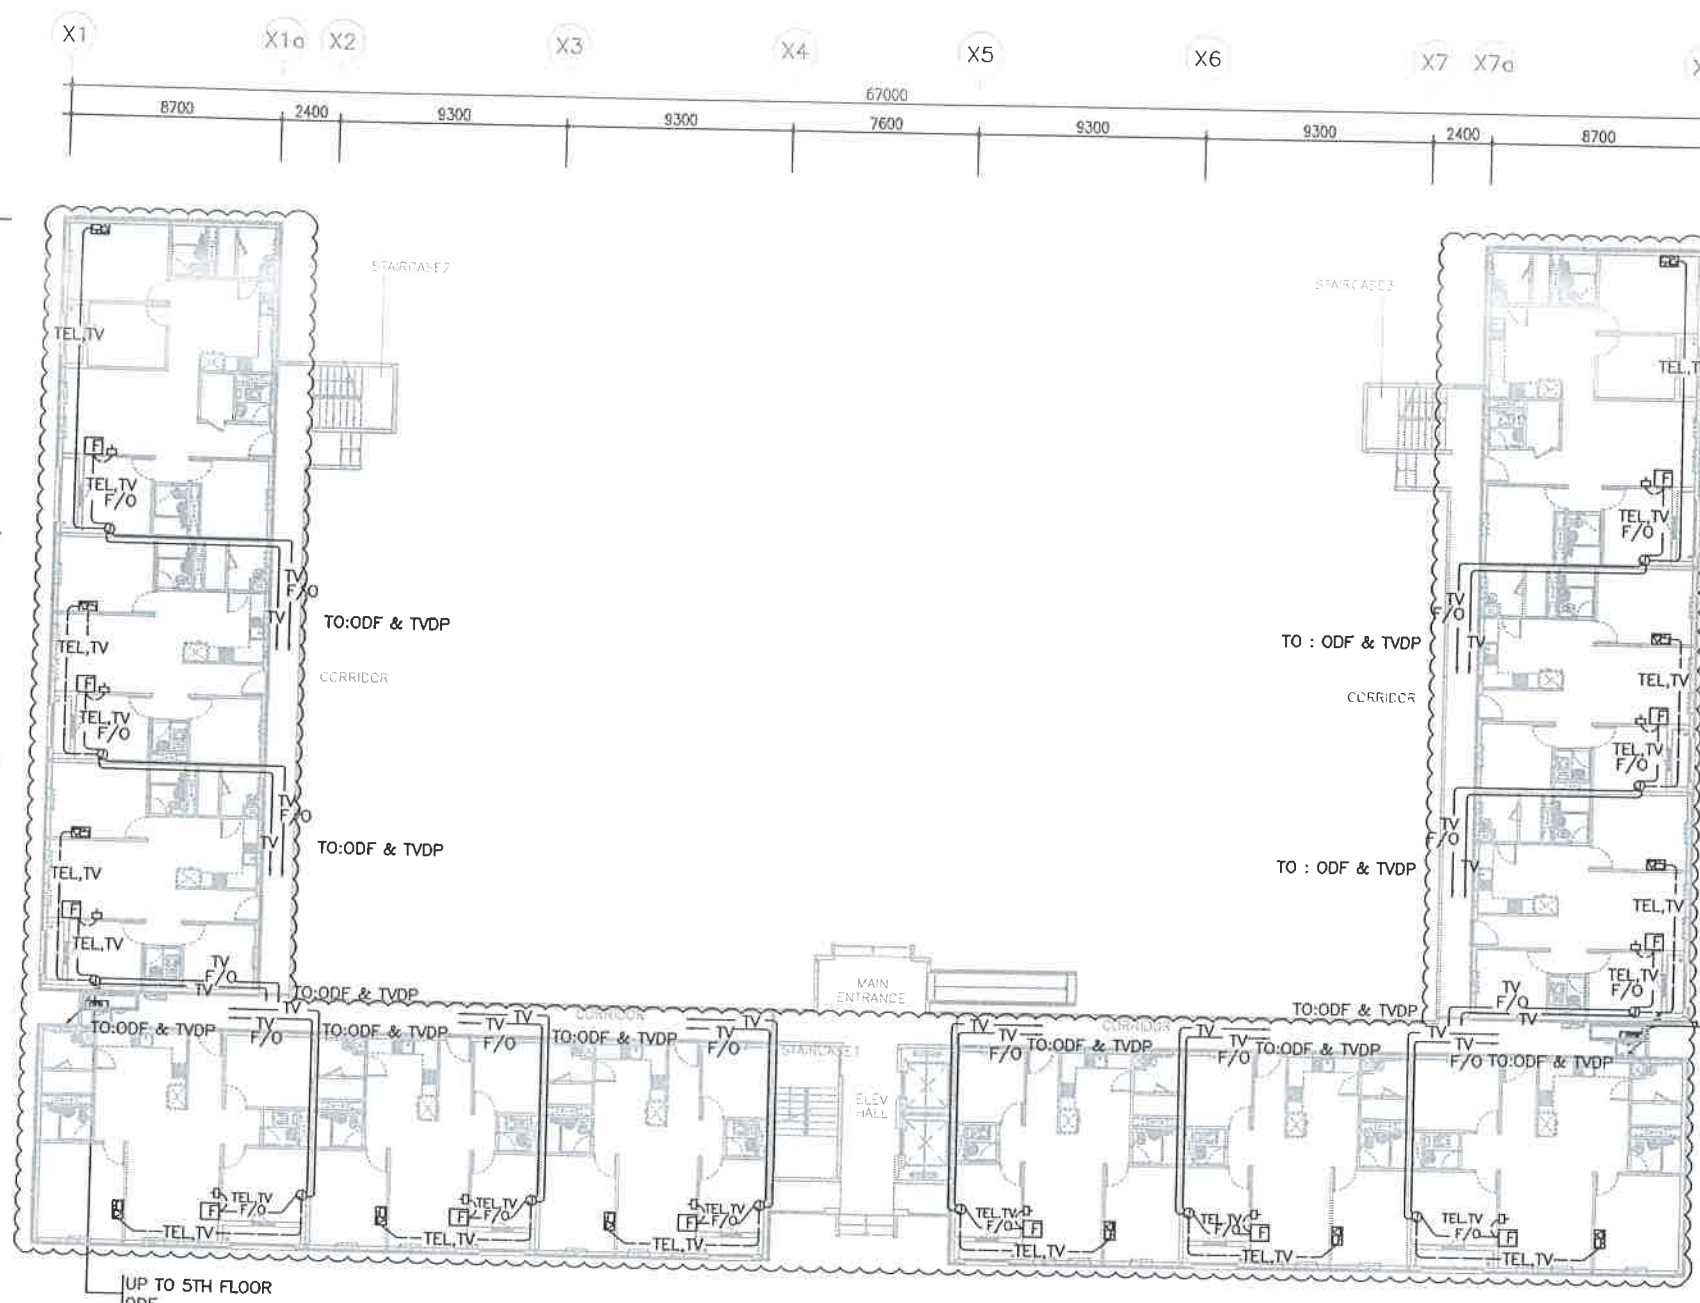 X1
X1a
X2
X3
X4
X5
X6
X7
X7a
67000
8700
2400
9300
9300
7600
9300
9300
2400
8700
STAIRCASE2
STAIRCASE3
TEL,TV
TEL,TV
F/O
TV
F/O
TV
TO:ODF & TVDP
CORRIDOR
TEL,TV
TEL,TV
F/O
TV
F/O
TV
TO:ODF & TVDP
TEL,TV
TEL,TV
TV
F/O
TV
TO:ODF & TVDP
F
F
F
TEL,TV
F/O
TV
F/O
TV
TO : ODF & TVDP
CORRIDOR
TEL,TV
TEL,TV
F/O
TV
F/O
TV
TO : ODF & TVDP
TEL,TV
TEL,TV
F/O
TV
F/O
TV
TO:ODF & TVDP
F
F
F
MAIN
ENTRANCE
CORRIDOR
CORRIDOR
STAIRCASE1
ELEV
HALL
TO:ODF & TVDP
TV
TV
F/O
TO:ODF & TVDP
TV
TV
F/O
TO:ODF & TVDP
TV
TV
F/O
TV
TV
F/O
TO:ODF & TVDP
TV
TV
F/O
TO:ODF & TVDP
TV
TV
F/O
TO:ODF & TVDP
F
TEL,TV
F/O
TEL,TV
F
TEL,TV
F/O
TEL,TV
F
TEL,TV
F/O
TEL,TV
TEL,TV
F/O
F
TEL,TV
TEL,TV
F/O
F
TEL,TV
TEL,TV
F/O
F
TEL,TV
UP TO 5TH FLOOR
ODF